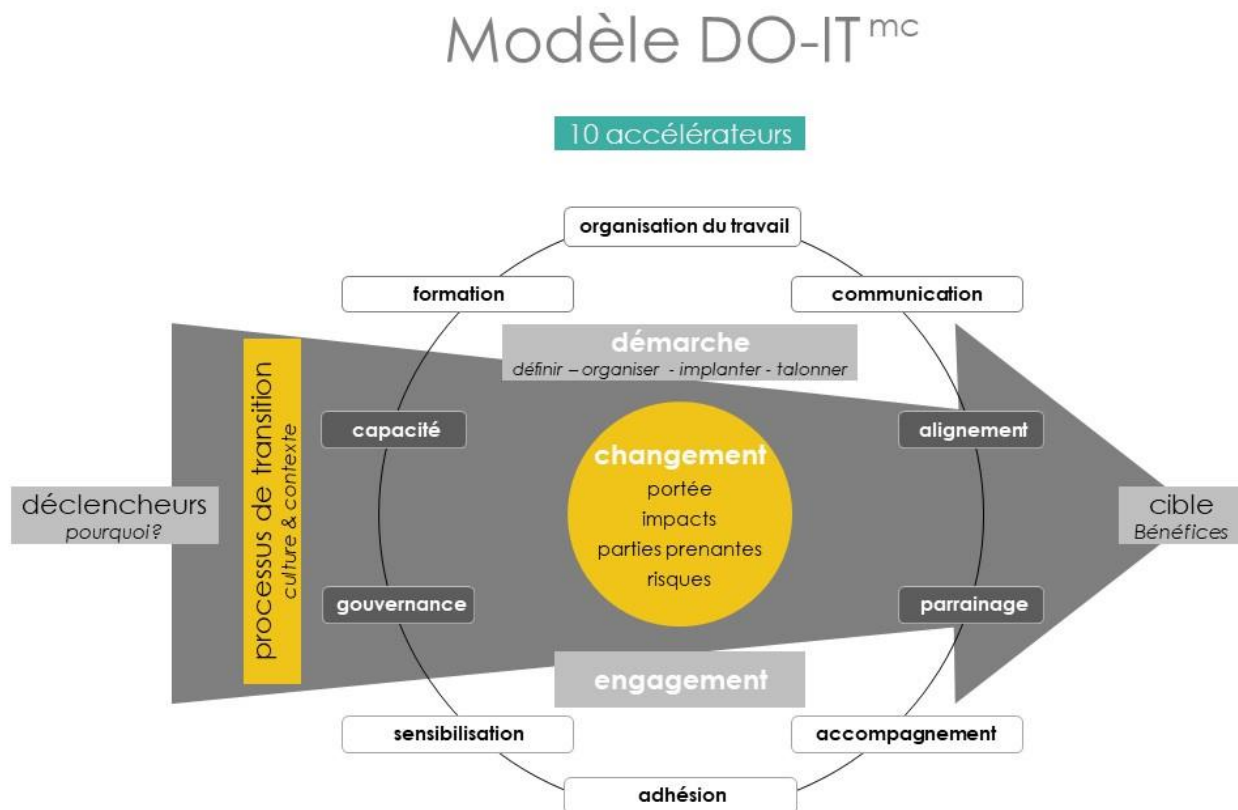 Modèle DO-IT mc
10 accélérateurs
organisation du travail
formation
communication
démarche
définir – organiser - implanter - talonner
processus de transition
culture & contexte
capacité
alignement
changement
portée
impacts
parties prenantes
risques
déclencheurs
pourquoi?
cible
Bénéfices
gouvernance
parrainage
engagement
sensibilisation
accompagnement
adhésion